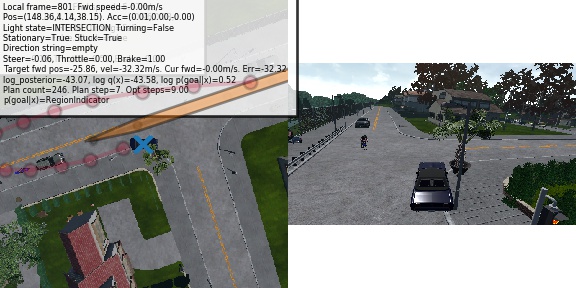 Local frame=801. Fwd speed=-0.00m/s
Pos=(148.36,4.14,38.15). Acc=(0.01,0.00,-0.00)
Light state=INTERSECTION. Turning=False
Stationary=True. Stuck=True
Direction string=empty
Steer=-0.06, Throttle=0.00, Brake=1.00
Target fwd pos=-25.86, vel=-32.32m/s. Cur fwd=-0.00m/s. Err=-32.32
log_posterior=-43.07, log q(x)=-43.58, log p(goal|x)=0.52
Plan count=246. Plan step=7. Opt steps=9.00
p(goal|x)=RegionIndicator